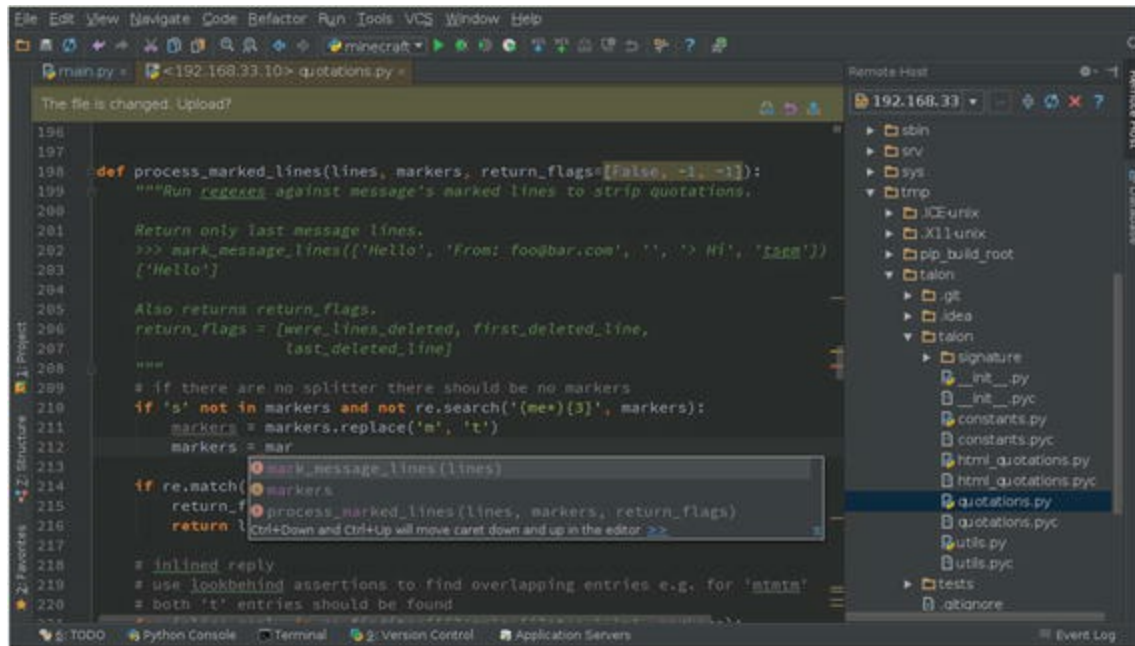 File Edit View Navigate Code Refactor Run Tools VCS Window Help
minecraft
main.py
<192.168.33.10> quotations.py
The file is changed. Upload?
196
197
198 def process_marked_lines(lines, markers, return_flags=[False, -1, -1]):
199 """Run regexes against message's marked lines to strip quotations.
200
201 Return only last message lines.
202 >>> mark_message_lines(['Hello', 'From: foo@bar.com', '', '> Hi', 'tsem'])
203 ['Hello']
204
205 Also returns return_flags.
206 return_flags = [were_lines_deleted, first_deleted_line,
207 last_deleted_line]
208 """
209 # if there are no splitter there should be no markers
210 if 's' not in markers and not re.search('(me*){3}', markers):
211 markers = markers.replace('m', 't')
212 markers = mar
213
mark_message_lines(lines)
markers
process_marked_lines(lines, markers, return_flags)
Ctrl+Down and Ctrl+Up will move caret down and up in the editor >>
214 if re.match(
215 return_f
216 return l
217
218 # inlined reply
219 # use lookbehind assertions to find overlapping entries e.g. for 'mtmtm'
220 # both 't' entries should be found
Remote Host
192.168.33
sbin
srv
sys
tmp
.ICE-unix
.X11-unix
pip_build_root
talon
.git
.idea
talon
signature
__init__.py
__init__.pyc
constants.py
constants.pyc
html_quotations.py
html_quotations.pyc
quotations.py
quotations.pyc
utils.py
utils.pyc
tests
.gitignore
Remote Host
Database
1: Project
Z: Structure
2: Favorites
6: TODO
Python Console
Terminal
9: Version Control
Application Servers
Event Log